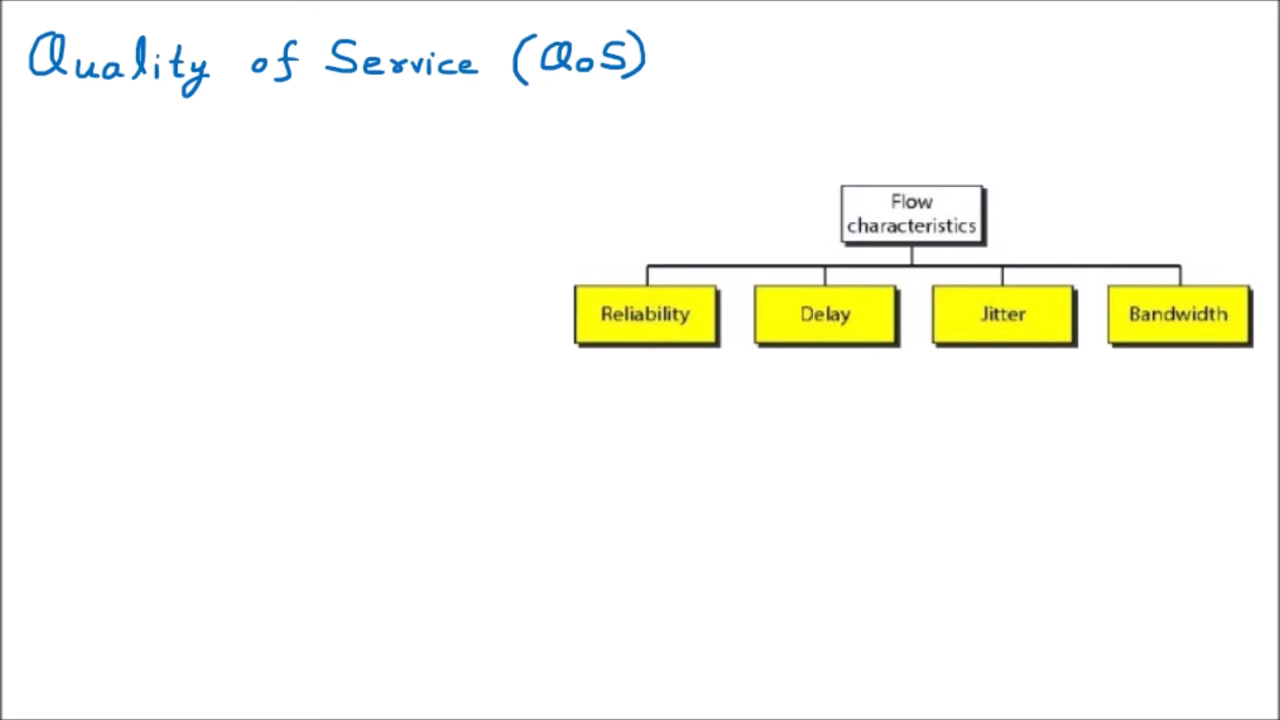 Quality of Service (QoS)
Flow
characteristics
Reliability
Delay
Jitter
Bandwidth